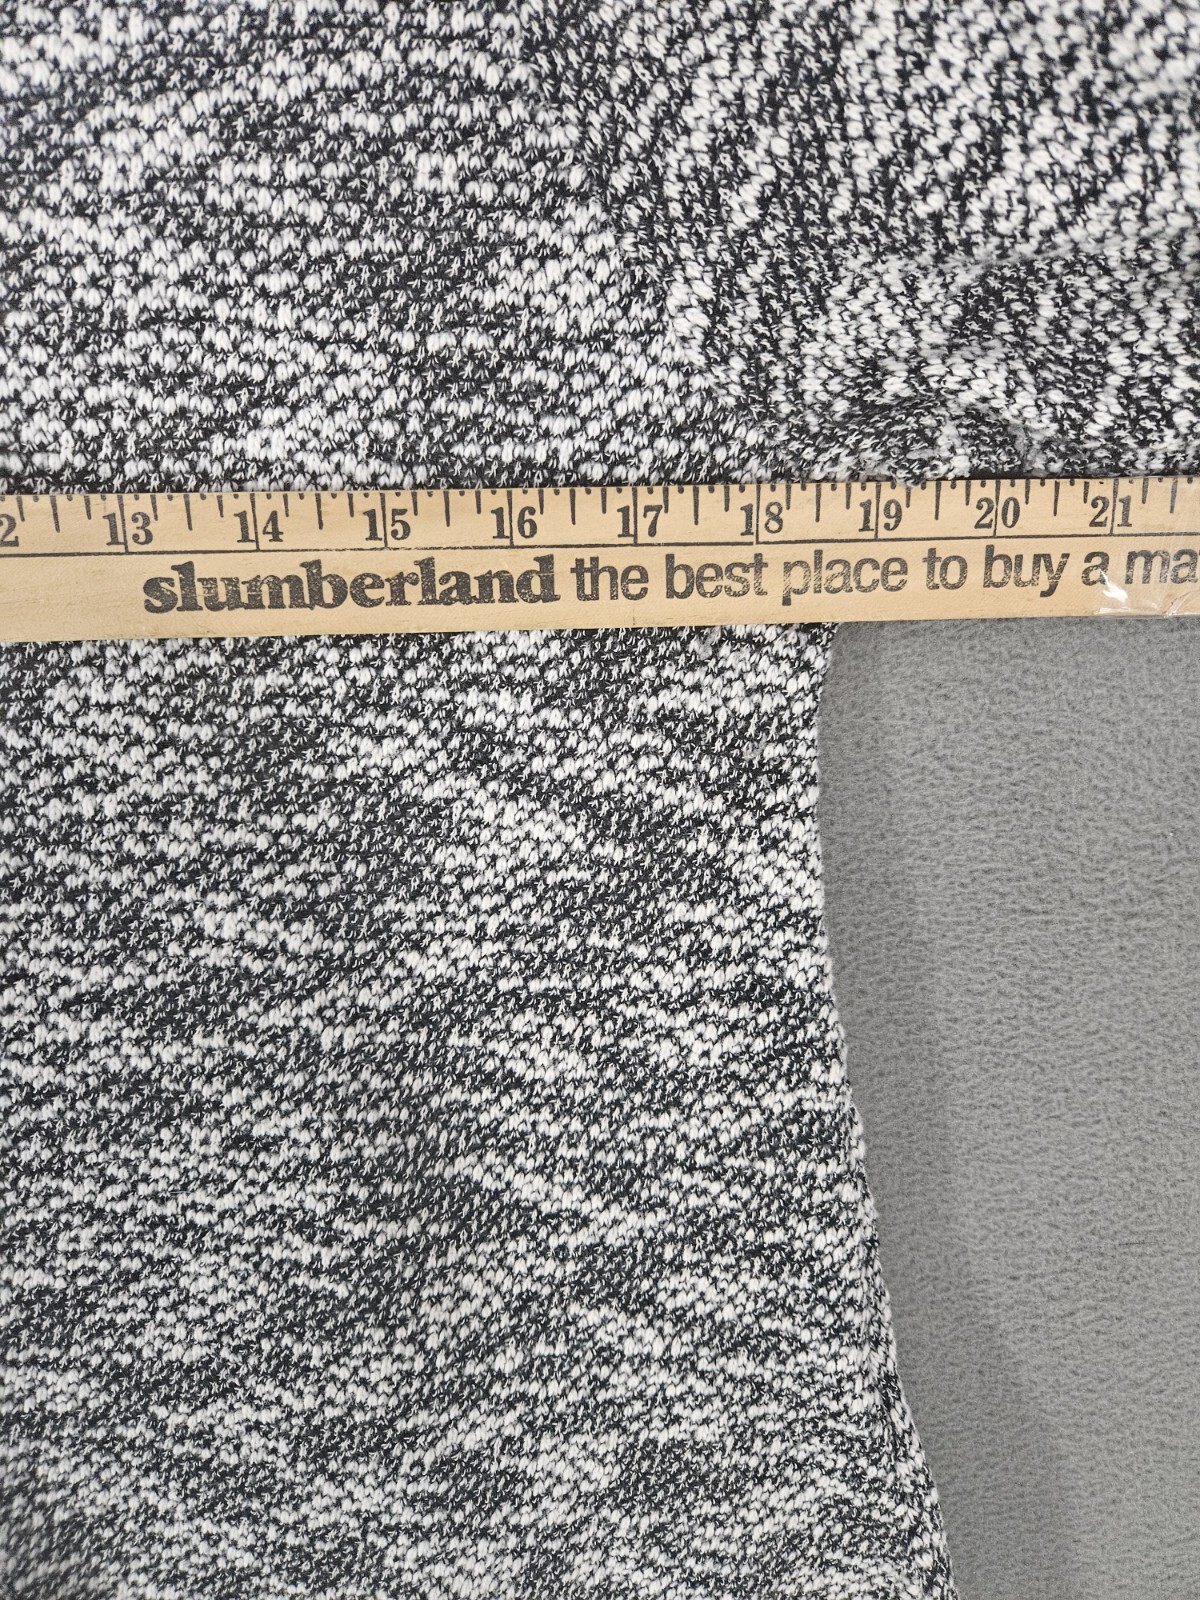 2 13 14 15 16 17 18 19 20 21
slumberland the best place to buy a ma